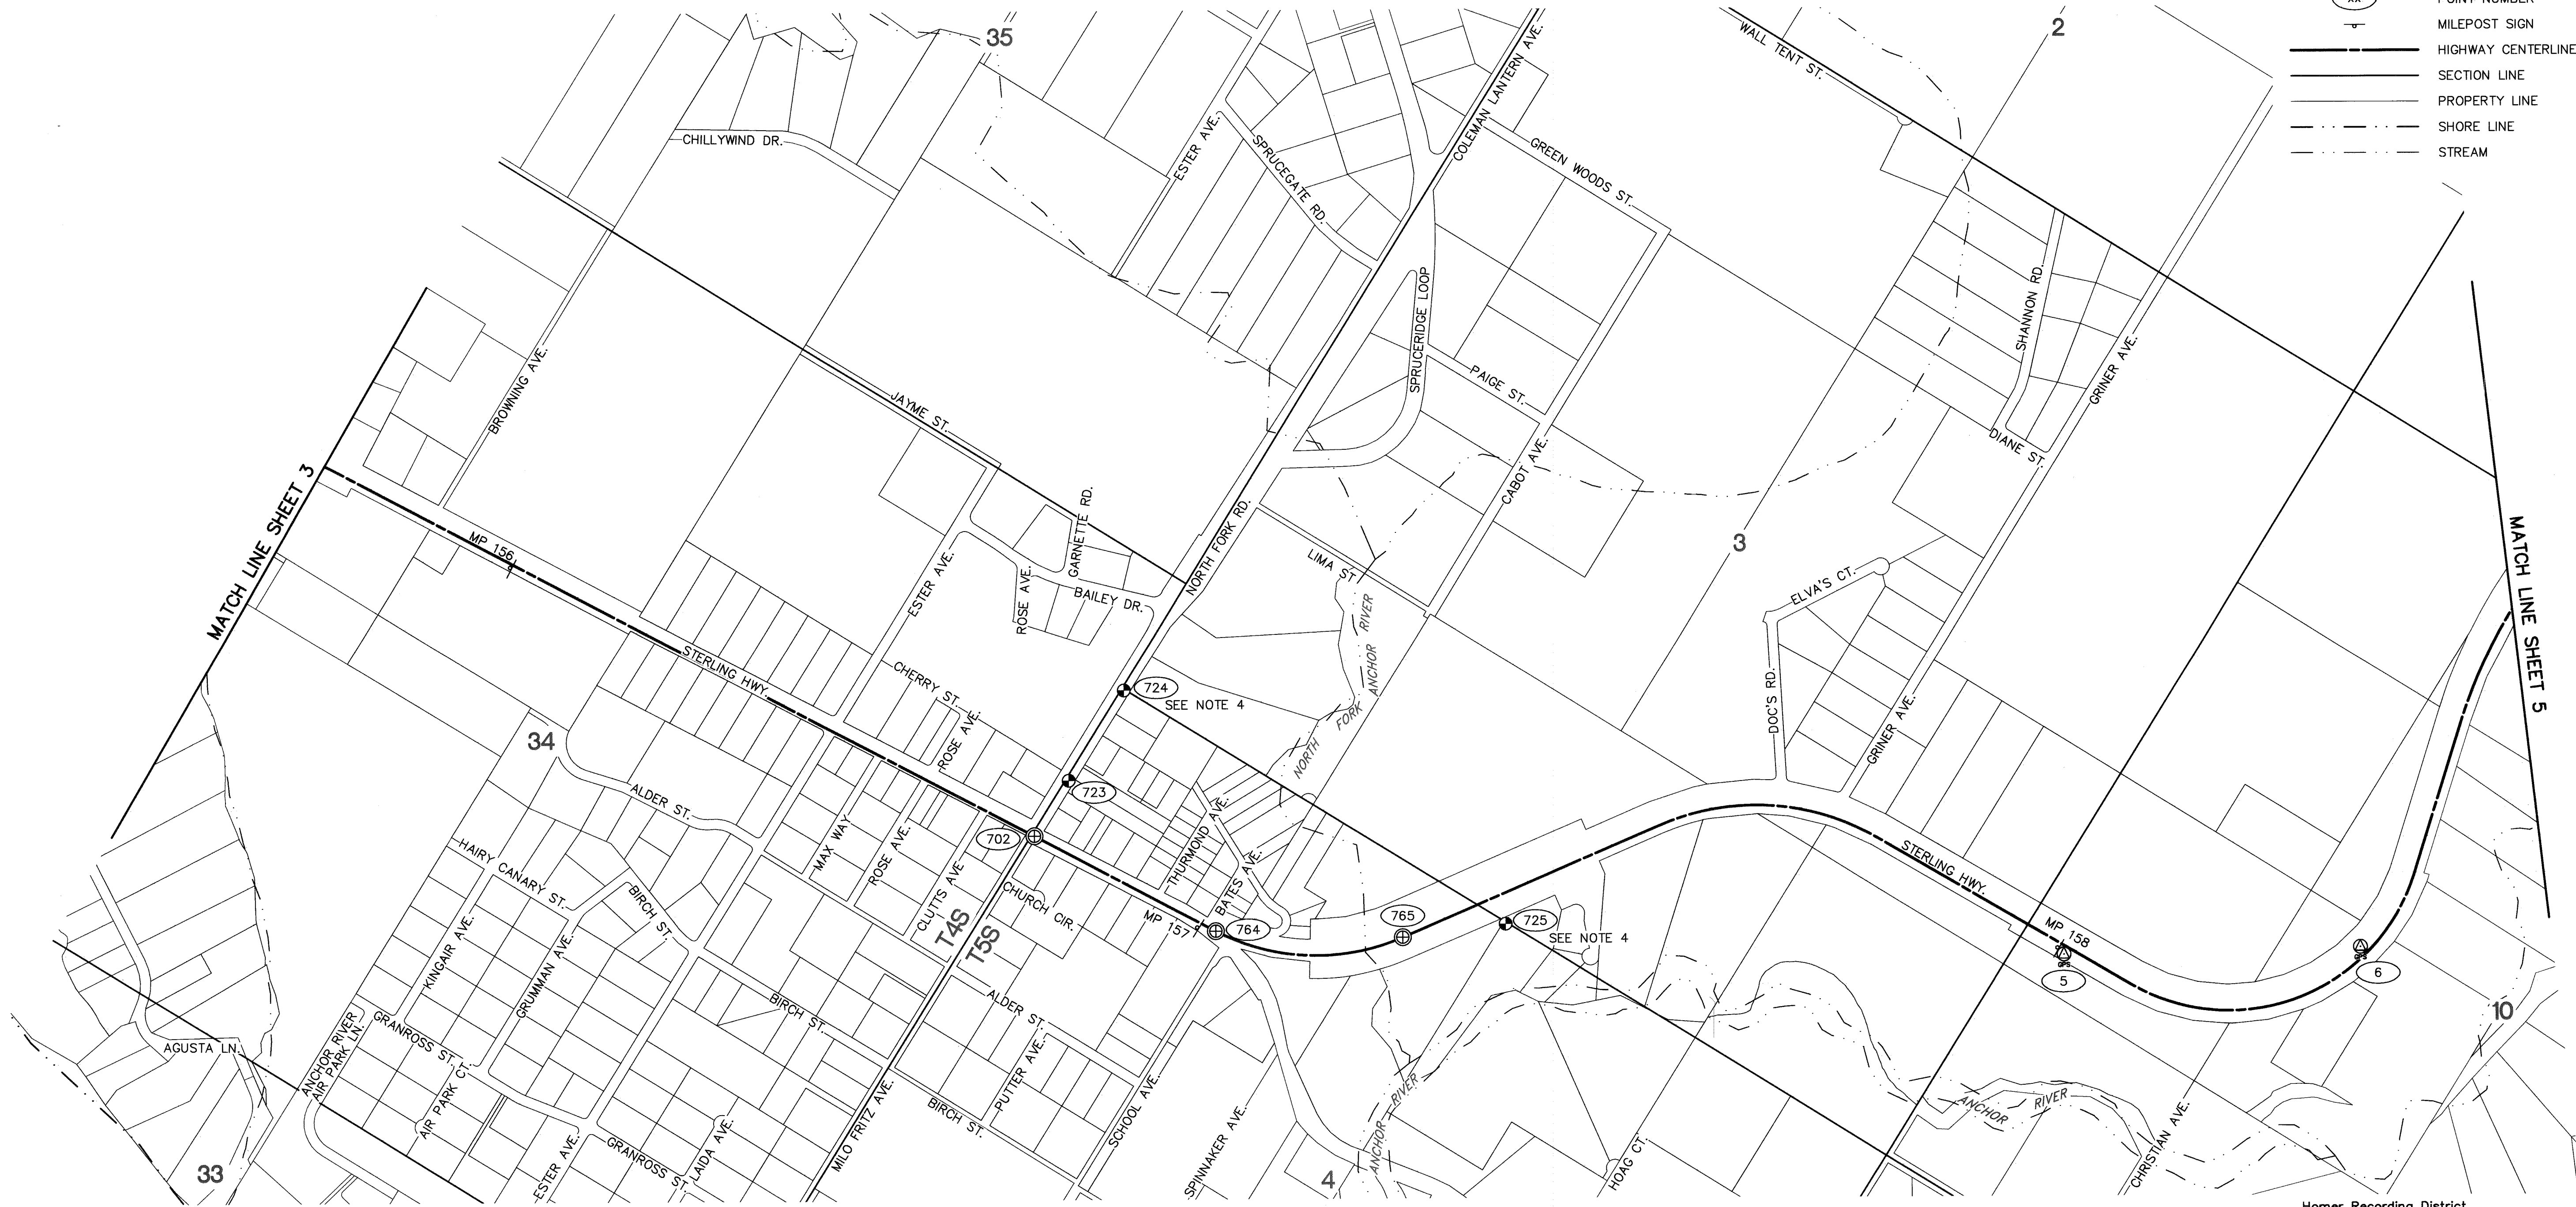 POINT NUMBER
XX
MILEPOST SIGN
HIGHWAY CENTERLINE
SECTION LINE
PROPERTY LINE
SHORE LINE
STREAM
35
2
WALL TENT ST.
COLEMAN LANTERN AVE.
CHILLYWIND DR.
ESTER AVE.
SPRUCEGATE RD.
GREEN WOODS ST.
SPRUCERIDGE LOOP
SHANNON RD.
GRINER AVE.
BROWNING AVE.
JAYME ST.
PAIGE ST.
CABOT AVE.
DIANE ST.
MATCH LINE SHEET 3
MP 156
GARNETTE RD.
NORTH FORK RD.
LIMA ST.
3
MATCH LINE SHEET 5
ESTER AVE.
ROSE AVE.
BAILEY DR.
ELVA'S CT.
NORTH FORK ANCHOR RIVER
STERLING HWY.
CHERRY ST.
724
SEE NOTE 4
DOC'S RD.
GRINER AVE.
34
ROSE AVE.
723
ALDER ST.
702
MAX WAY
ROSE AVE.
CLUTTS AVE
THURMOND AVE.
BATES AVE.
STERLING HWY.
HAIRY CANARY ST.
BIRCH ST.
CHURCH CIR.
MP 157
764
765
725
SEE NOTE 4
MP 158
5
6
T4S
T5S
KINGAIR AVE.
GRUMMAN AVE.
BIRCH ST.
ALDER ST.
10
AGUSTA LN.
ANCHOR RIVER
AIR PARK LN.
GRANROSS ST.
AIR PARK CT.
PUTTER AVE.
ANCHOR RIVER
ANCHOR RIVER
MILO FRITZ AVE.
BIRCH ST.
SCHOOL AVE.
ESTER AVE.
GRANROSS ST.
LAIDA AVE.
SPINNAKER AVE.
HOAG CT.
CHRISTIAN AVE.
33
4
Homer Recording District